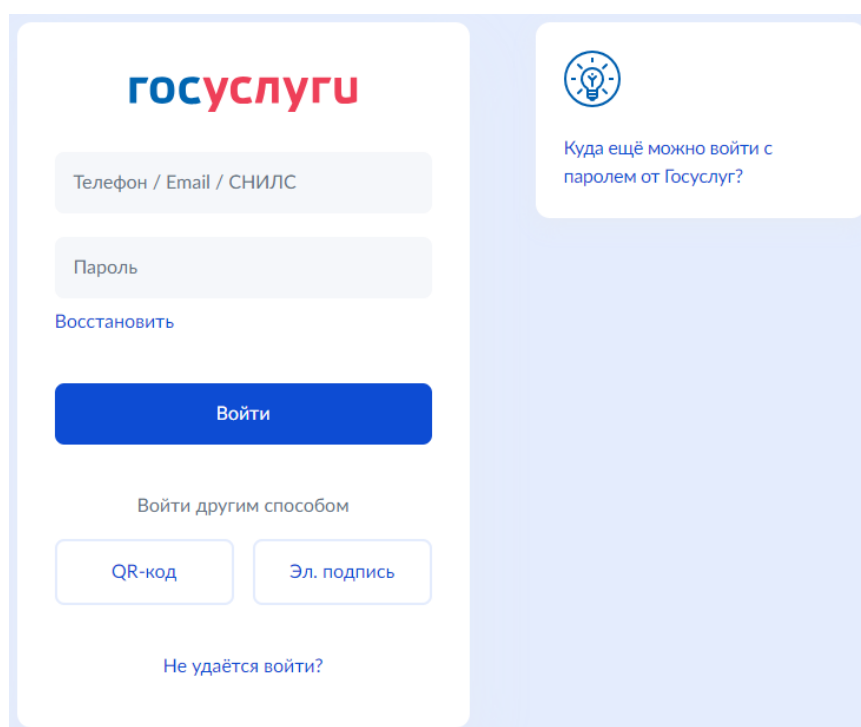 госуслуги
Телефон / Email / СНИЛС
Пароль
Восстановить
Войти
Войти другим способом
QR-код
Эл. подпись
Не удаётся войти?
Куда ещё можно войти с
паролем от Госуслуг?